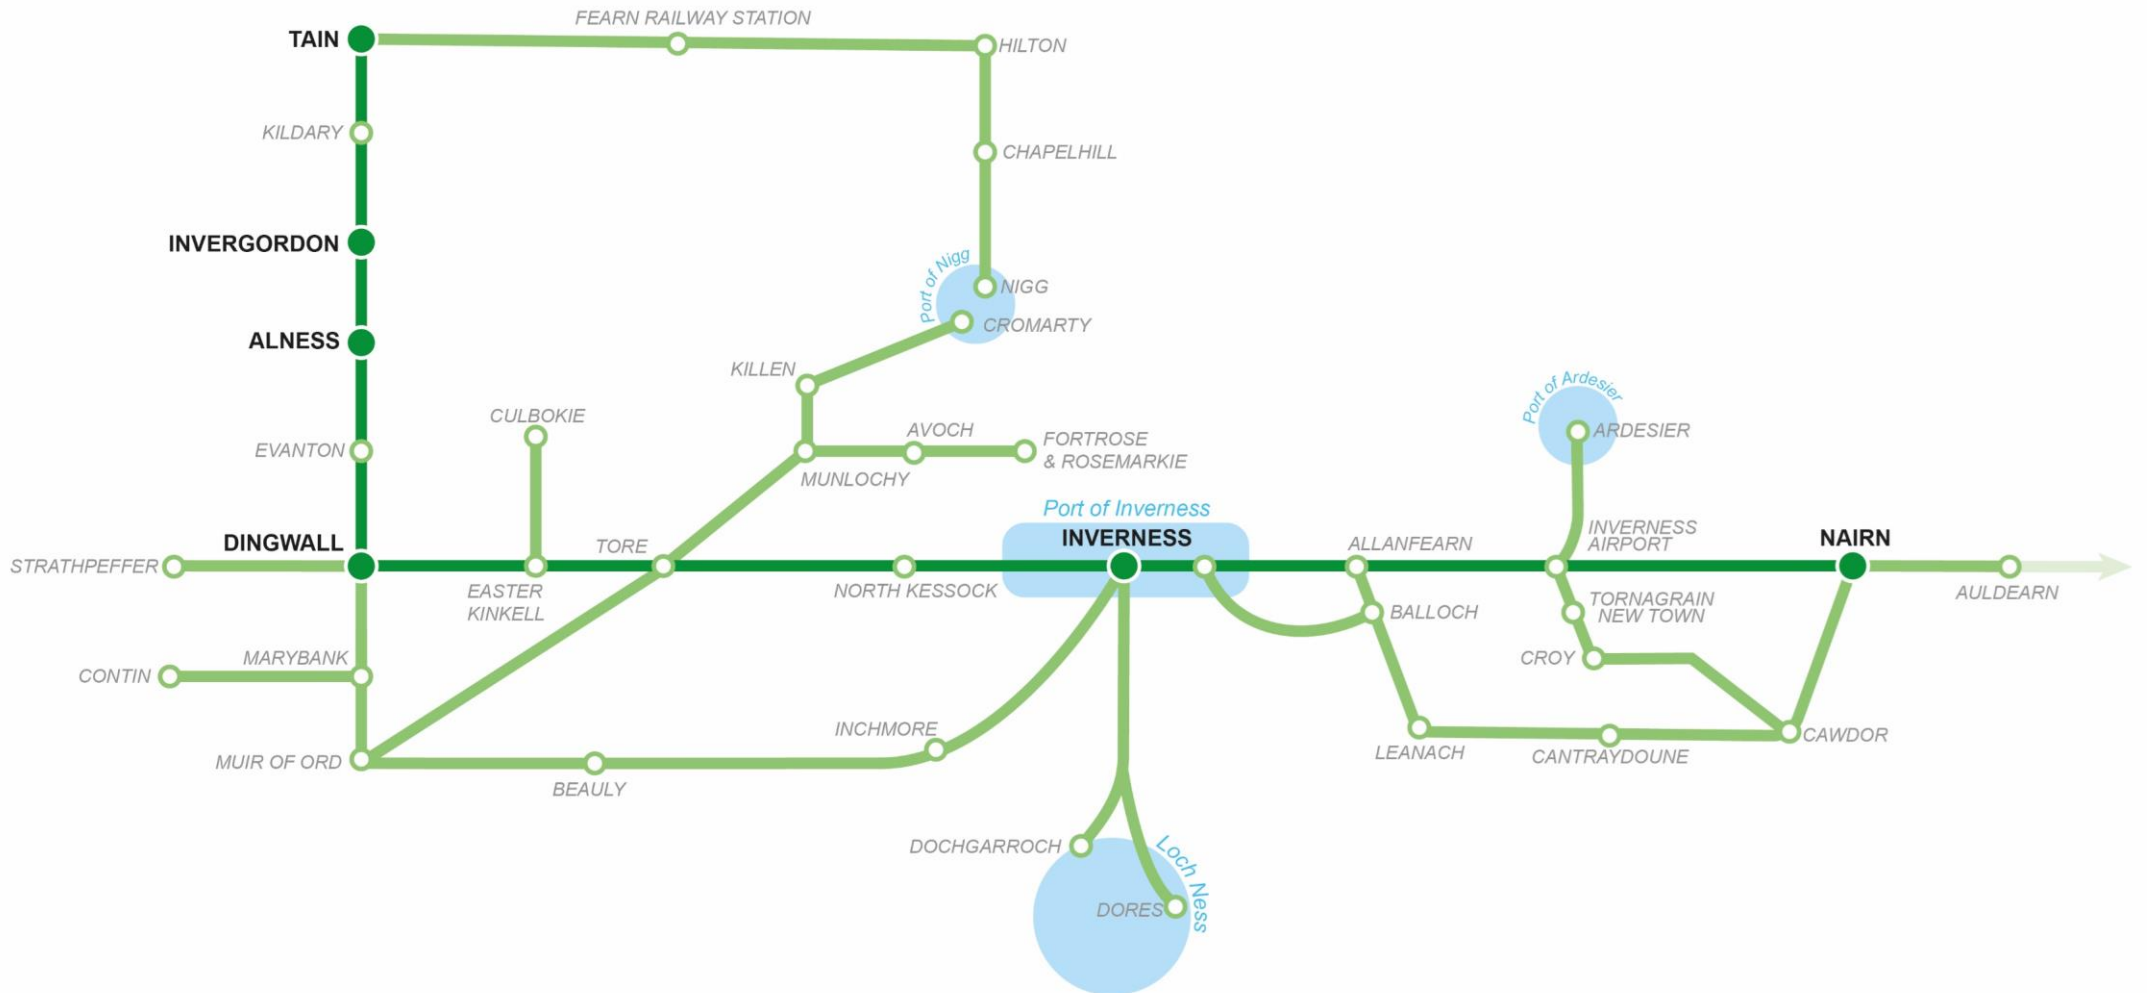 FEARN RAILWAY STATION
TAIN
HILTON
KILDARY
CHAPELHILL
INVERGORDON
Port of Nigg
NIGG
CROMARTY
ALNESS
KILLEN
Port of Ardesier
CULBOKIE
AVOCH
ARDESIER
EVANTON
FORTROSE
& ROSEMARKIE
MUNLOCHY
Port of Inverness
INVERNESS
AIRPORT
DINGWALL
TORE
INVERNESS
ALLANFEARN
NAIRN
STRATHPEFFER
EASTER
KINKELL
NORTH KESSOCK
AULDEARN
TORNAGRAIN
NEW TOWN
BALLOCH
MARYBANK
CROY
CONTIN
INCHMORE
CAWDOR
LEANACH
CANTRAYDOUNE
MUIR OF ORD
BEAULY
DOCHGARROCH
Loch Ness
DORES